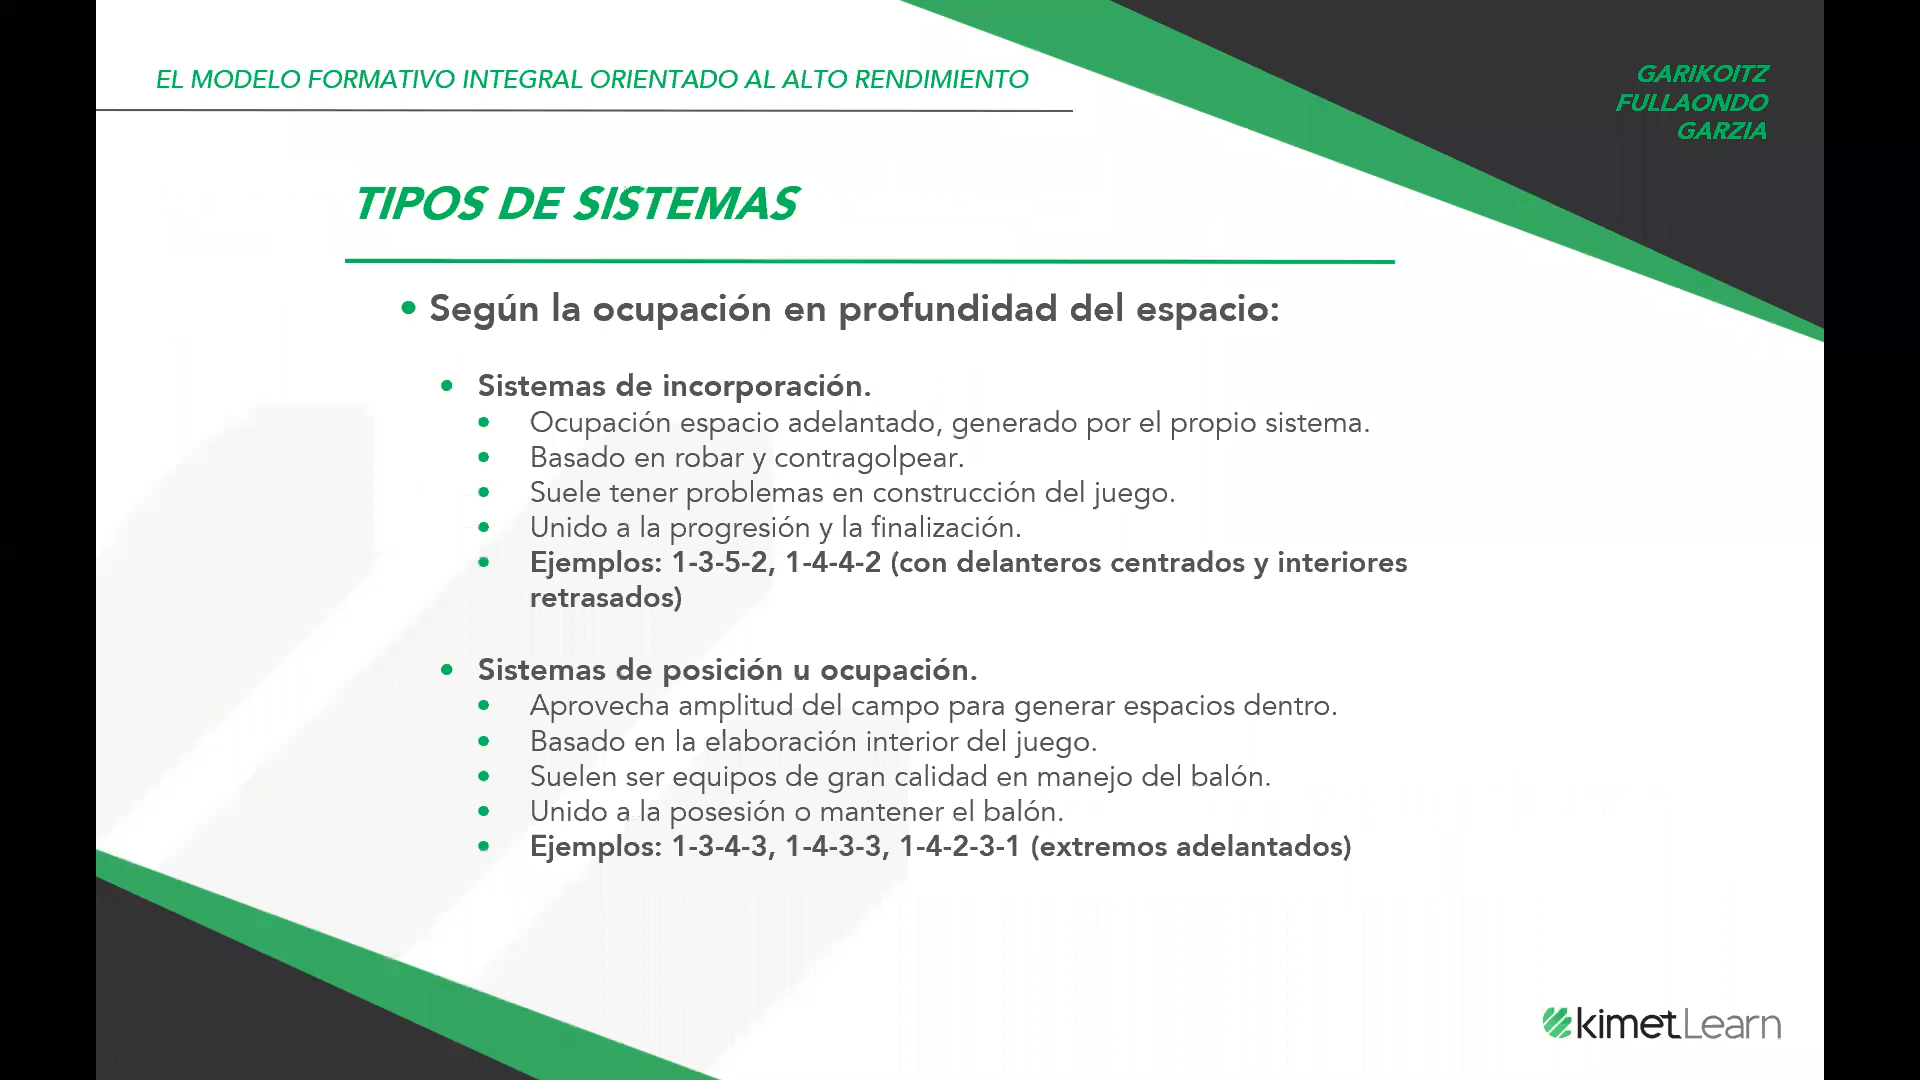 EL MODELO FORMATIVO INTEGRAL ORIENTADO AL ALTO RENDIMIENTO
GARIKOITZ
FULLAONDO
GARZIA
TIPOS DE SISTEMAS
• Según la ocupación en profundidad del espacio:
• Sistemas de incorporación.
• Ocupación espacio adelantado, generado por el propio sistema.
• Basado en robar y contragolpear.
• Suele tener problemas en construcción del juego.
• Unido a la progresión y la finalización.
• Ejemplos: 1-3-5-2, 1-4-4-2 (con delanteros centrados y interiores
retrasados)
• Sistemas de posición u ocupación.
• Aprovecha amplitud del campo para generar espacios dentro.
• Basado en la elaboración interior del juego.
• Suelen ser equipos de gran calidad en manejo del balón.
• Unido a la posesión o mantener el balón.
• Ejemplos: 1-3-4-3, 1-4-3-3, 1-4-2-3-1 (extremos adelantados)
kimetLearn